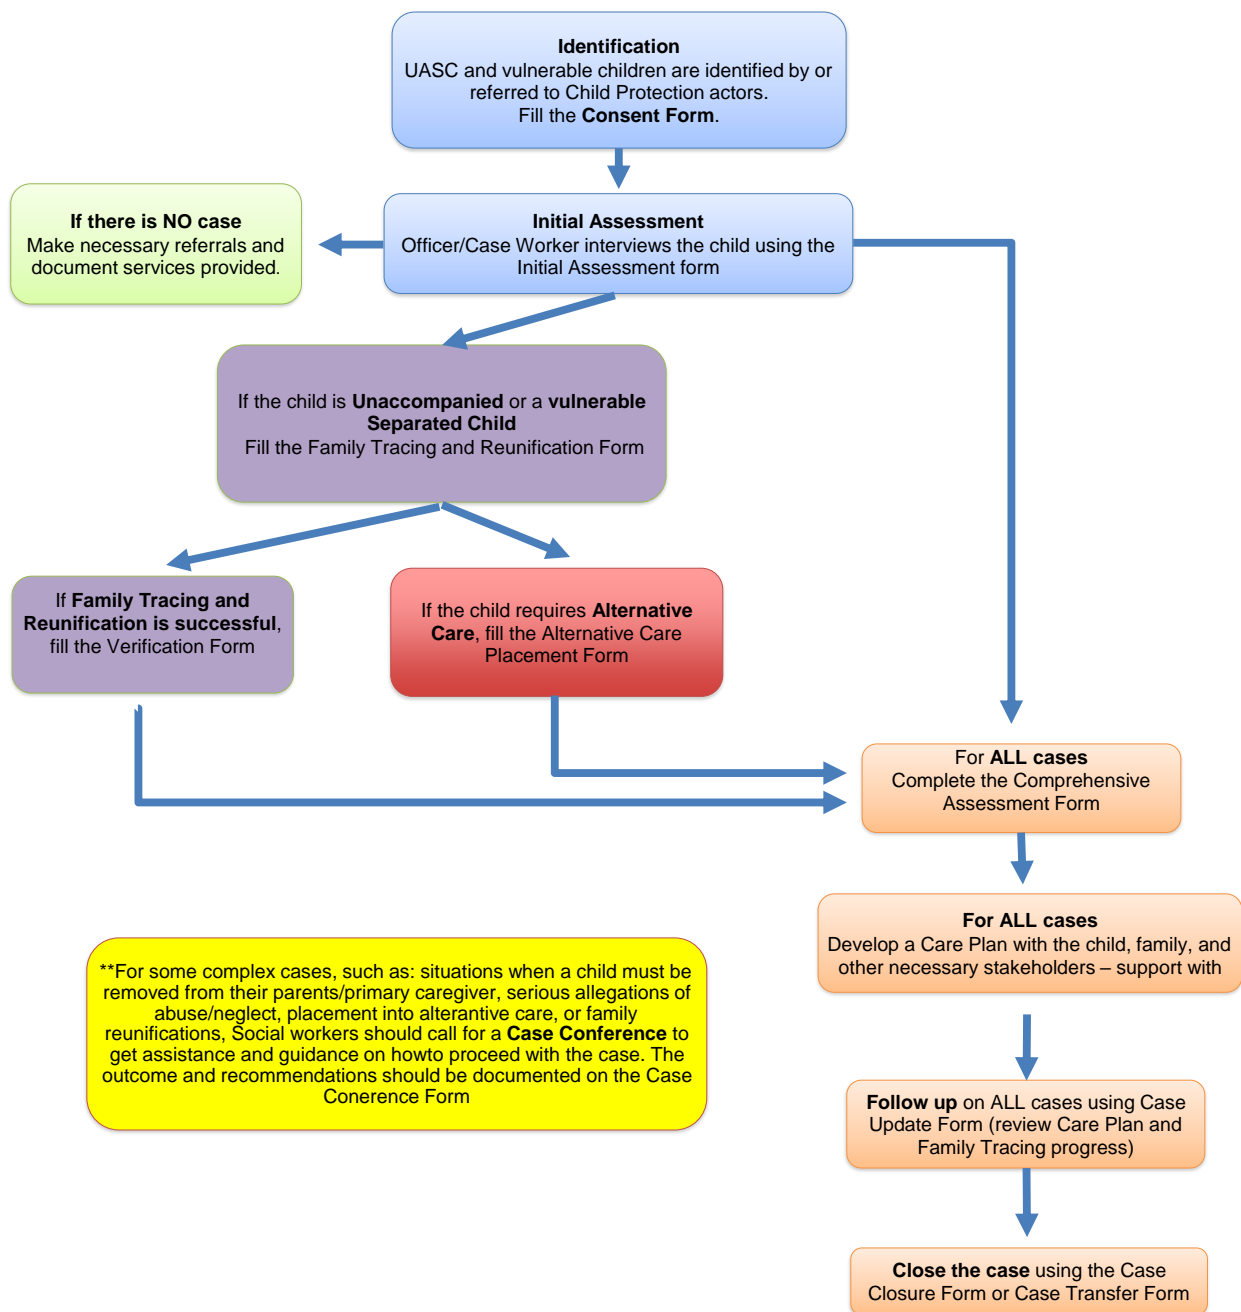 Identification
UASC and vulnerable children are identified by or
referred to Child Protection actors.
Fill the Consent Form.
If there is NO case
Make necessary referrals and
document services provided.
Initial Assessment
Officer/Case Worker interviews the child using the
Initial Assessment form
If the child is Unaccompanied or a vulnerable
Separated Child
Fill the Family Tracing and Reunification Form
If Family Tracing and
Reunification is successful,
fill the Verification Form
If the child requires Alternative
Care, fill the Alternative Care
Placement Form
For ALL cases
Complete the Comprehensive
Assessment Form
For ALL cases
Develop a Care Plan with the child, family, and
other necessary stakeholders – support with
**For some complex cases, such as: situations when a child must be
removed from their parents/primary caregiver, serious allegations of
abuse/neglect, placement into alterantive care, or family
reunifications, Social workers should call for a Case Conference to
get assistance and guidance on howto proceed with the case. The
outcome and recommendations should be documented on the Case
Conerence Form
Follow up on ALL cases using Case
Update Form (review Care Plan and
Family Tracing progress)
Close the case using the Case
Closure Form or Case Transfer Form